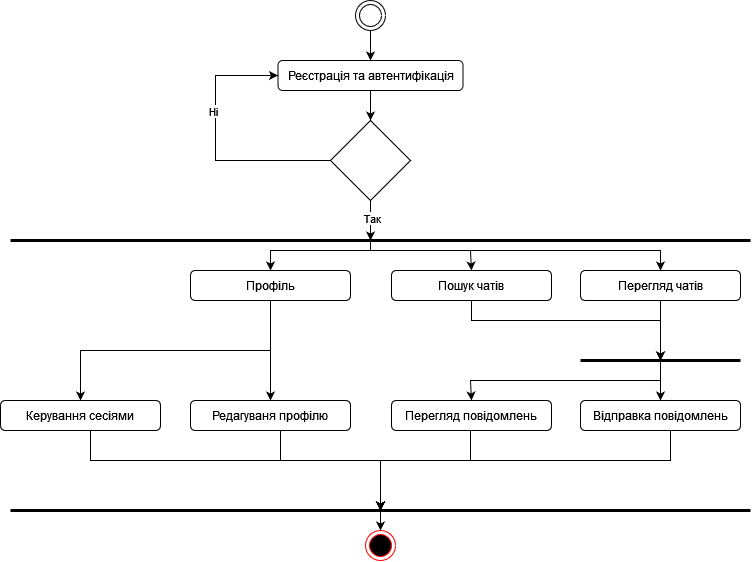 Реєстрація та автентифікація
Ні
Так
Профіль
Пошук чатів
Перегляд чатів
Керування сесіями
Редагуваня профілю
Перегляд повідомлень
Відправка повідомлень